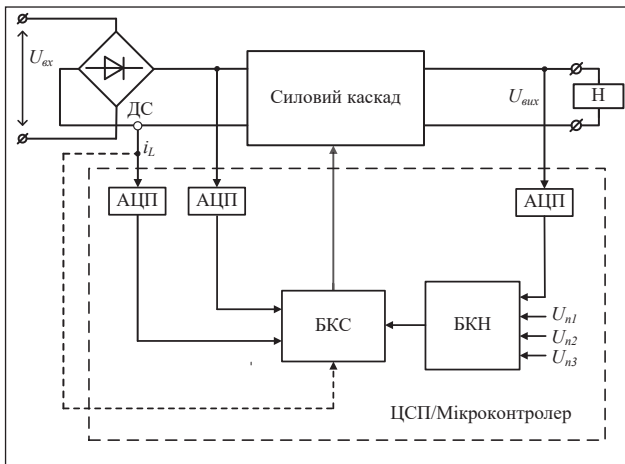 U_вх
Силовий каскад
U_вих
Н
ДС
i_L
АЦП
АЦП
АЦП
БКС
БКН
U_п1
U_п2
U_п3
ЦСП/Мікроконтролер